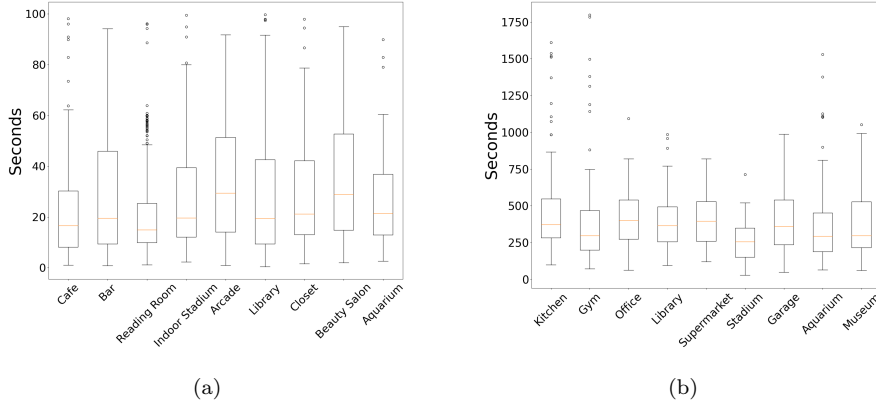 Seconds
100
80
60
40
20
0
Cafe
Bar
Reading Room
Indoor Stadium
Arcade
Library
Closet
Beauty Salon
Aquarium
(a)
Seconds
1750
1500
1250
1000
750
500
250
0
Kitchen
Gym
Office
Library
Supermarket
Stadium
Garage
Aquarium
Museum
(b)